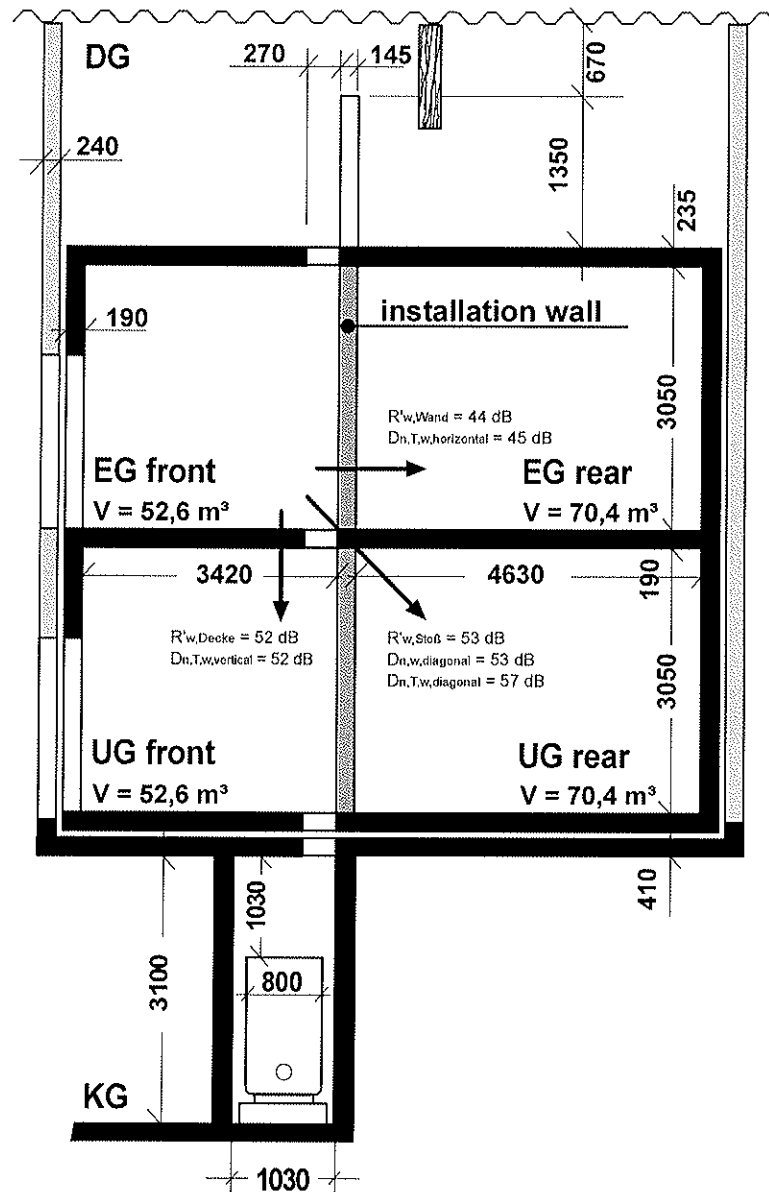 DG
270
145
670
240
1350
235
190
installation wall
R'w,Wand = 44 dB
Dn,T,w,horizontal = 45 dB
3050
EG front
V = 52,6 m³
EG rear
V = 70,4 m³
3420
4630
190
R'w,Decke = 52 dB
Dn,T,w,vertical = 52 dB
R'w,Stoß = 53 dB
Dn,w,diagonal = 53 dB
Dn,T,w,diagonal = 57 dB
3050
UG front
V = 52,6 m³
UG rear
V = 70,4 m³
1030
410
3100
800
KG
1030